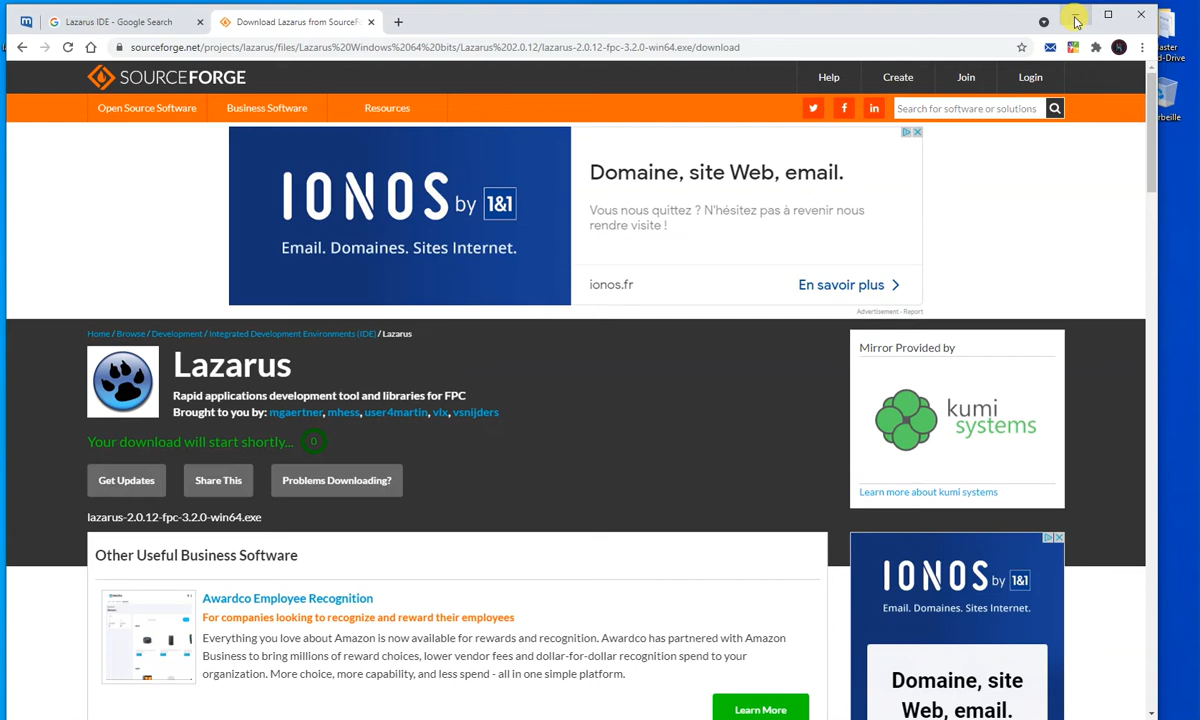 Lazarus IDE - Google Search
Download Lazarus from SourceF
sourceforge.net/projects/lazarus/files/Lazarus%20Windows%2064%20bits/Lazarus%202.0.12/lazarus-2.0.12-fpc-3.2.0-win64.exe/download
SOURCEFORGE
Help
Create
Join
Login
Open Source Software
Business Software
Resources
Search for software or solutions
IONOS by 1&1
Email. Domaines. Sites Internet.
Domaine, site Web, email.
Vous nous quittez ? N'hésitez pas à revenir nous
rendre visite !
ionos.fr
En savoir plus
Advertisement - Report
Home / Browse / Development / Integrated Development Environments (IDE) / Lazarus
Lazarus
Rapid applications development tool and libraries for FPC
Brought to you by: mgaertner, mhess, user4martin, vlx, vsnijders
Your download will start shortly... 0
Get Updates
Share This
Problems Downloading?
lazarus-2.0.12-fpc-3.2.0-win64.exe
Mirror Provided by
kumi
systems
Learn more about kumi systems
Other Useful Business Software
Awardco Employee Recognition
For companies looking to recognize and reward their employees
Everything you love about Amazon is now available for rewards and recognition. Awardco has partnered with Amazon
Business to bring millions of reward choices, lower vendor fees and dollar-for-dollar recognition spend to your
organization. More choice, more capability, and less spend - all in one simple platform.
Learn More
IONOS by 1&1
Email. Domaines. Sites Internet.
Domaine, site
Web, email.